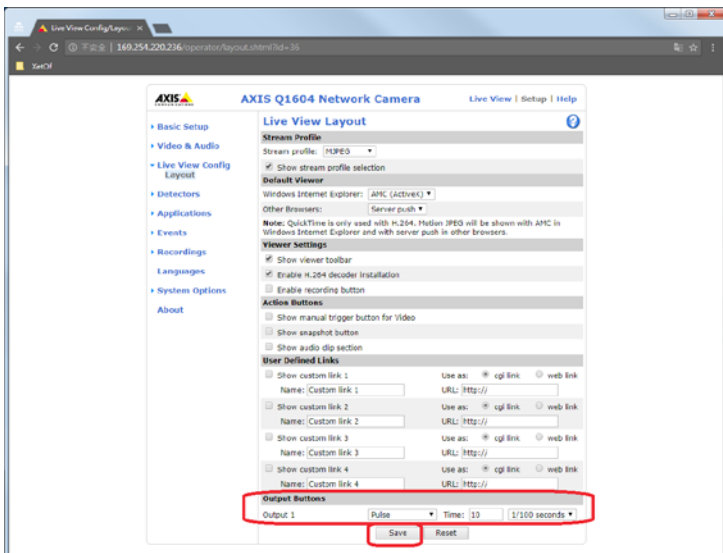 Live View Config/Layou
不安全 | 169.254.220.236/operator/layout.shtml?id=36
XetOf
AXIS
COMMUNICATIONS
AXIS Q1604 Network Camera
Live View | Setup | Help
Basic Setup
Video & Audio
Live View Config
Layout
Detectors
Applications
Events
Recordings
Languages
System Options
About
Live View Layout
?
Stream Profile
Stream profile: MJPEG
Show stream profile selection
Default Viewer
Windows Internet Explorer: AMC (ActiveX)
Other Browsers: Server push
Note: QuickTime is only used with H.264. Motion JPEG will be shown with AMC in
Windows Internet Explorer and with server push in other browsers.
Viewer Settings
Show viewer toolbar
Enable H.264 decoder installation
Enable recording button
Action Buttons
Show manual trigger button for Video
Show snapshot button
Show audio clip section
User Defined Links
Show custom link 1 Use as: cgi link web link
Name: Custom link 1 URL: http://
Show custom link 2 Use as: cgi link web link
Name: Custom link 2 URL: http://
Show custom link 3 Use as: cgi link web link
Name: Custom link 3 URL: http://
Show custom link 4 Use as: cgi link web link
Name: Custom link 4 URL: http://
Output Buttons
Output 1 Pulse Time: 10 1/100 seconds
Save Reset